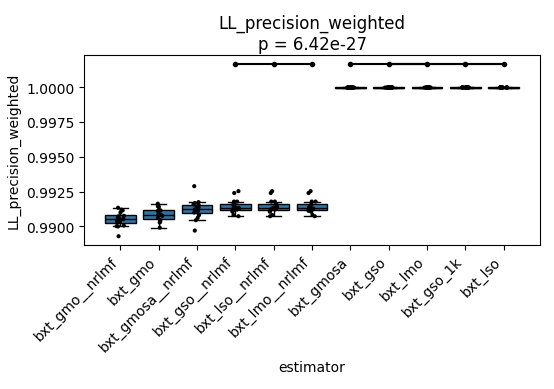 LL_precision_weighted
p = 6.42e-27
LL_precision_weighted
1.0000
0.9975
0.9950
0.9925
0.9900
bxt_gmo__nrlmf
bxt_gmo
bxt_gmosa__nrlmf
bxt_gso__nrlmf
bxt_lso__nrlmf
bxt_lmo__nrlmf
bxt_gmosa
bxt_gso
bxt_lmo
bxt_gso_1k
bxt_lso
estimator